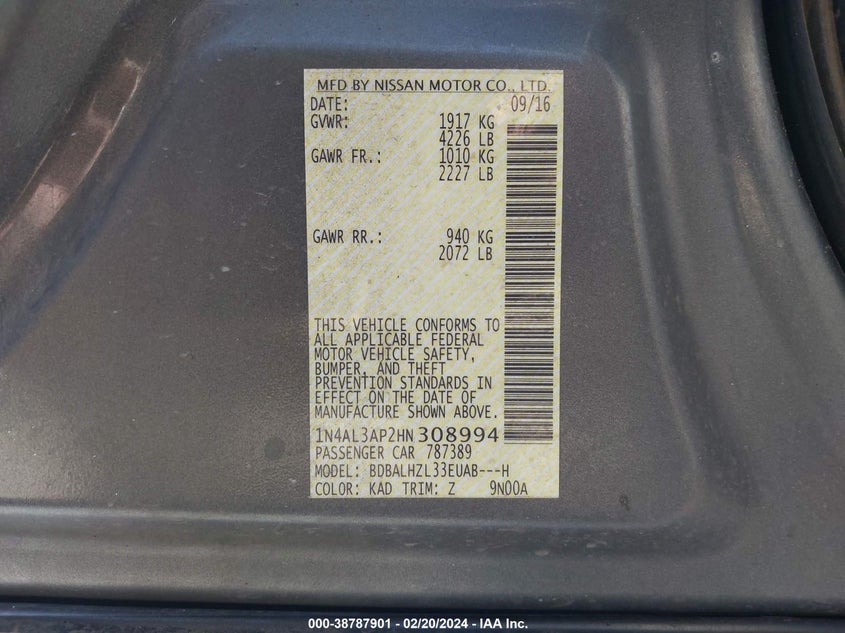 MFD BY NISSAN MOTOR CO., LTD.
DATE: 09/16
GVWR: 1917 KG
4226 LB
GAWR FR.: 1010 KG
2227 LB
GAWR RR.: 940 KG
2072 LB
THIS VEHICLE CONFORMS TO
ALL APPLICABLE FEDERAL
MOTOR VEHICLE SAFETY,
BUMPER, AND THEFT
PREVENTION STANDARDS IN
EFFECT ON THE DATE OF
MANUFACTURE SHOWN ABOVE.
1N4AL3AP2HN308994
PASSENGER CAR 787389
MODEL: BDBALHZL33EUAB---H
COLOR: KAD TRIM: Z 9N00A
000-38787901 - 02/20/2024 - IAA Inc.